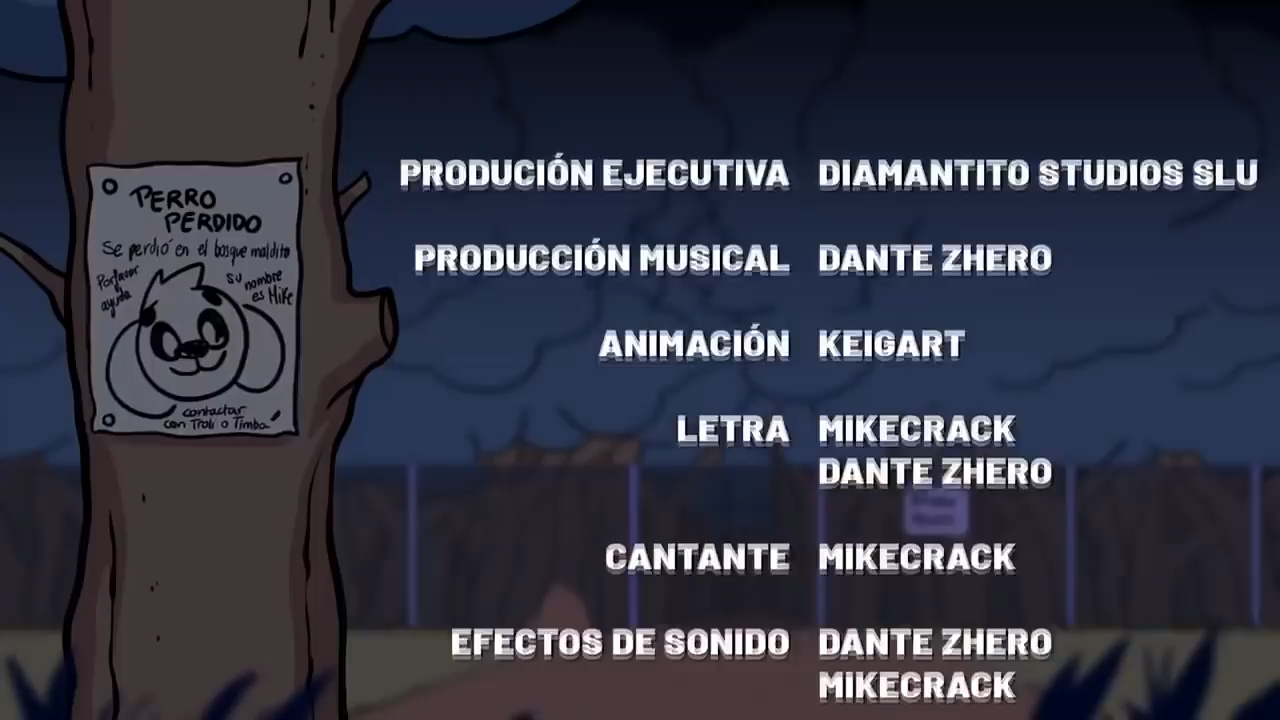 PERRO
PERDIDO
Se perdió en el bosque maldito
Porfavor
ayuda
su
nombre
es Mike
contactar
con Troli o Timba
PRODUCIÓN EJECUTIVA DIAMANTITO STUDIOS SLU
PRODUCCIÓN MUSICAL DANTE ZHERO
ANIMACIÓN KEIGART
LETRA MIKECRACK
DANTE ZHERO
CANTANTE MIKECRACK
EFECTOS DE SONIDO DANTE ZHERO
MIKECRACK